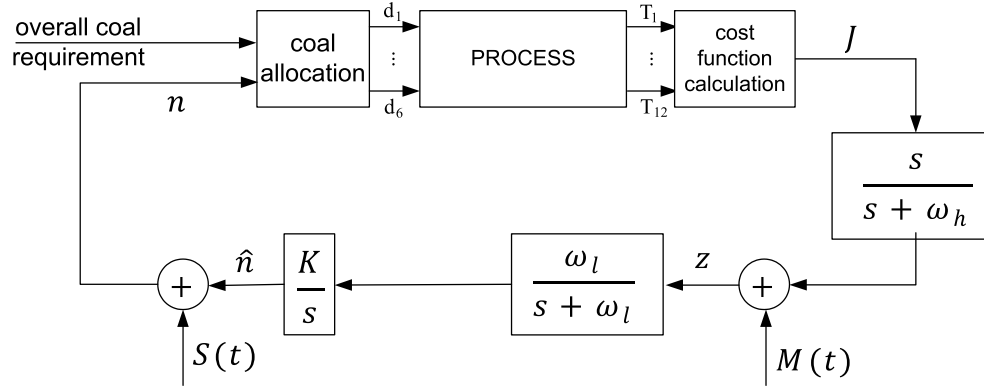 overall coal
requirement
n
coal
allocation
d1
⋮
d6
PROCESS
T1
⋮
T12
cost
function
calculation
J
s
s + ωh
M(t)
+
z
ωl
s + ωl
K
s
n̂
+
S(t)